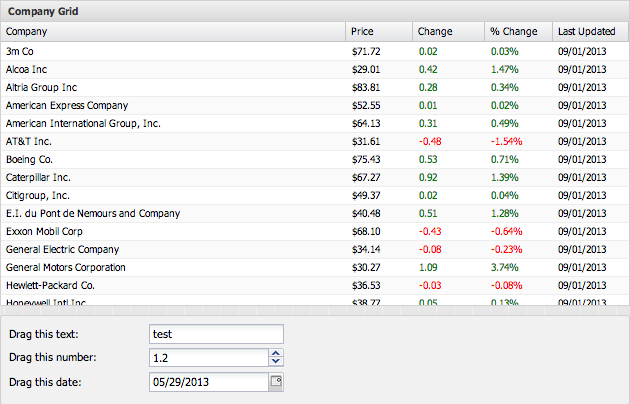 Company Grid
Company Price Change % Change Last Updated
3m Co $71.72 0.02 0.03% 09/01/2013
Alcoa Inc $29.01 0.42 1.47% 09/01/2013
Altria Group Inc $83.81 0.28 0.34% 09/01/2013
American Express Company $52.55 0.01 0.02% 09/01/2013
American International Group, Inc. $64.13 0.31 0.49% 09/01/2013
AT&T Inc. $31.61 -0.48 -1.54% 09/01/2013
Boeing Co. $75.43 0.53 0.71% 09/01/2013
Caterpillar Inc. $67.27 0.92 1.39% 09/01/2013
Citigroup, Inc. $49.37 0.02 0.04% 09/01/2013
E.I. du Pont de Nemours and Company $40.48 0.51 1.28% 09/01/2013
Exxon Mobil Corp $68.10 -0.43 -0.64% 09/01/2013
General Electric Company $34.14 -0.08 -0.23% 09/01/2013
General Motors Corporation $30.27 1.09 3.74% 09/01/2013
Hewlett-Packard Co. $36.53 -0.03 -0.08% 09/01/2013
Honeywell Intl Inc $38.77 0.05 0.13% 09/01/2013
Drag this text: test
Drag this number: 1.2
Drag this date: 05/29/2013